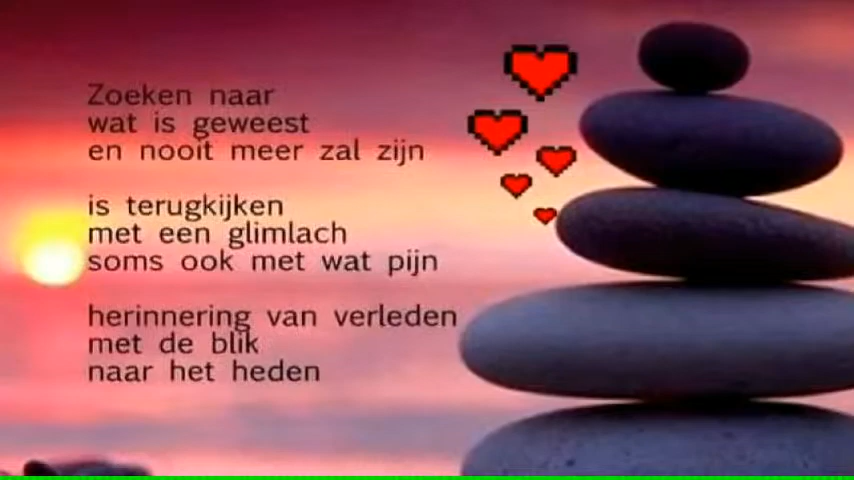 Zoeken naar
wat is geweest
en nooit meer zal zijn
is terugkijken
met een glimlach
soms ook met wat pijn
herinnering van verleden
met de blik
naar het heden